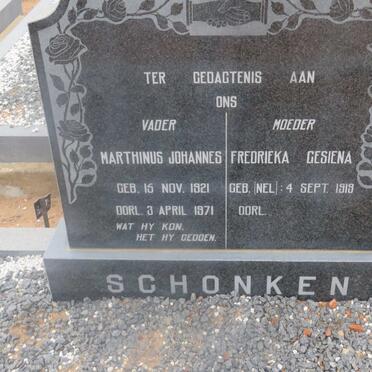 TER GEDAGTENIS AAN
ONS
VADER
MARTHINUS JOHANNES
GEB. 15 NOV. 1921
OORL. 3 APRIL 1971
WAT HY KON,
HET HY GEDOEN.
MOEDER
FREDRIEKA GESIENA
GEB. (NEL): 4 SEPT. 1919
OORL.
SCHONKEN